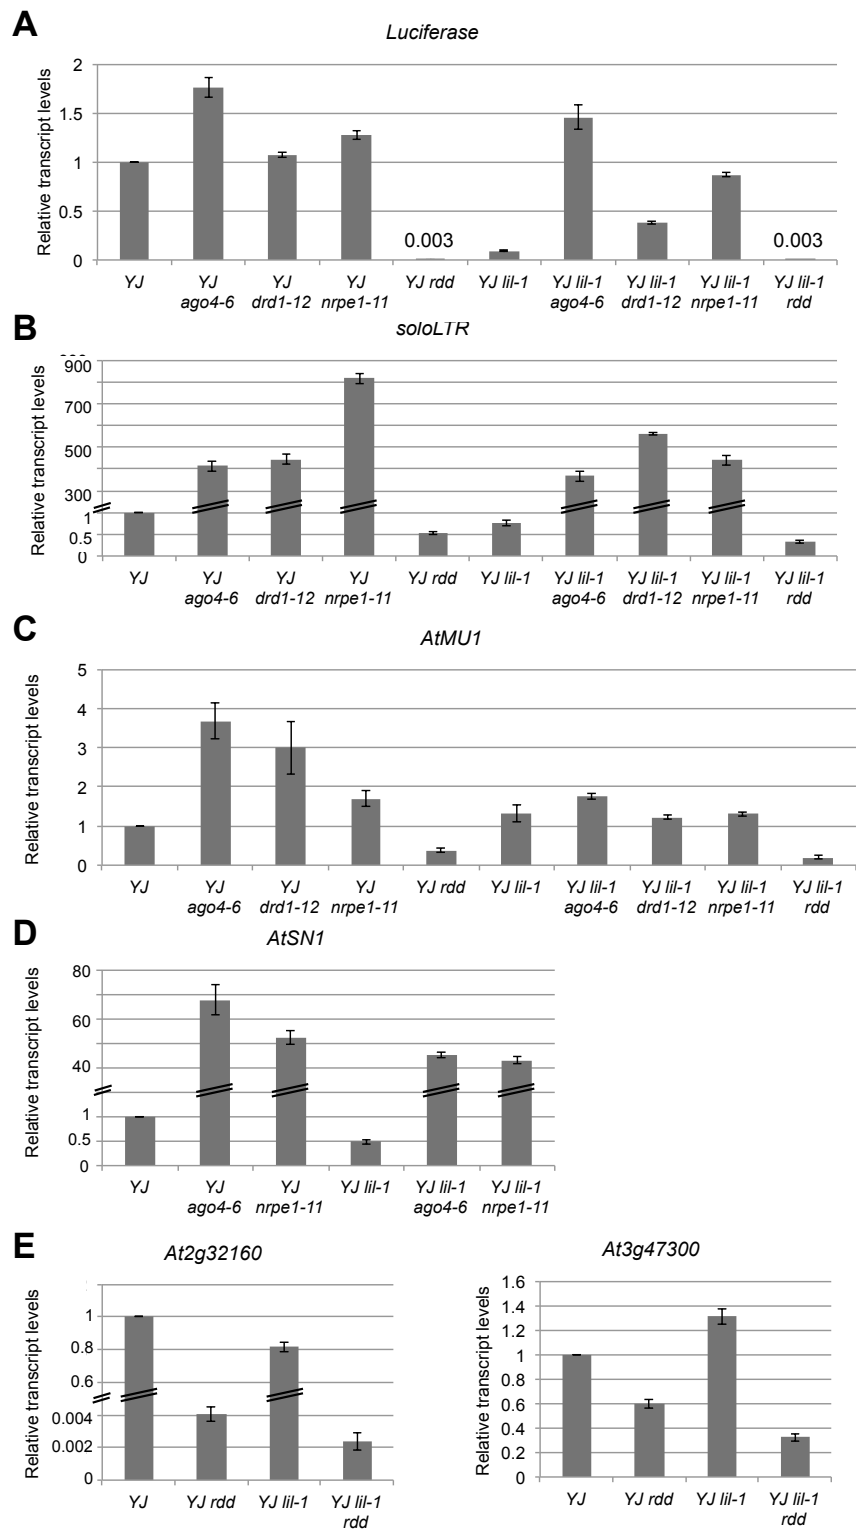 A
Luciferase
Relative transcript levels
2
1.5
1
0.5
0
0.003
0.003
YJ
YJ ago4-6
YJ drd1-12
YJ nrpe1-11
YJ rdd
YJ lil-1
YJ lil-1 ago4-6
YJ lil-1 drd1-12
YJ lil-1 nrpe1-11
YJ lil-1 rdd
B
soloLTR
Relative transcript levels
900
700
500
300
1
0.5
0
YJ
YJ ago4-6
YJ drd1-12
YJ nrpe1-11
YJ rdd
YJ lil-1
YJ lil-1 ago4-6
YJ lil-1 drd1-12
YJ lil-1 nrpe1-11
YJ lil-1 rdd
C
AtMU1
Relative transcript levels
5
4
3
2
1
0
YJ
YJ ago4-6
YJ drd1-12
YJ nrpe1-11
YJ rdd
YJ lil-1
YJ lil-1 ago4-6
YJ lil-1 drd1-12
YJ lil-1 nrpe1-11
YJ lil-1 rdd
D
AtSN1
Relative transcript levels
80
60
40
1
0.5
0
YJ
YJ ago4-6
YJ nrpe1-11
YJ lil-1
YJ lil-1 ago4-6
YJ lil-1 nrpe1-11
E
At2g32160
Relative transcript levels
1
0.8
0.6
0.004
0.002
0
YJ
YJ rdd
YJ lil-1
YJ lil-1 rdd
At3g47300
Relative transcript levels
1.6
1.4
1.2
1
0.8
0.6
0.4
0.2
0
YJ
YJ rdd
YJ lil-1
YJ lil-1 rdd